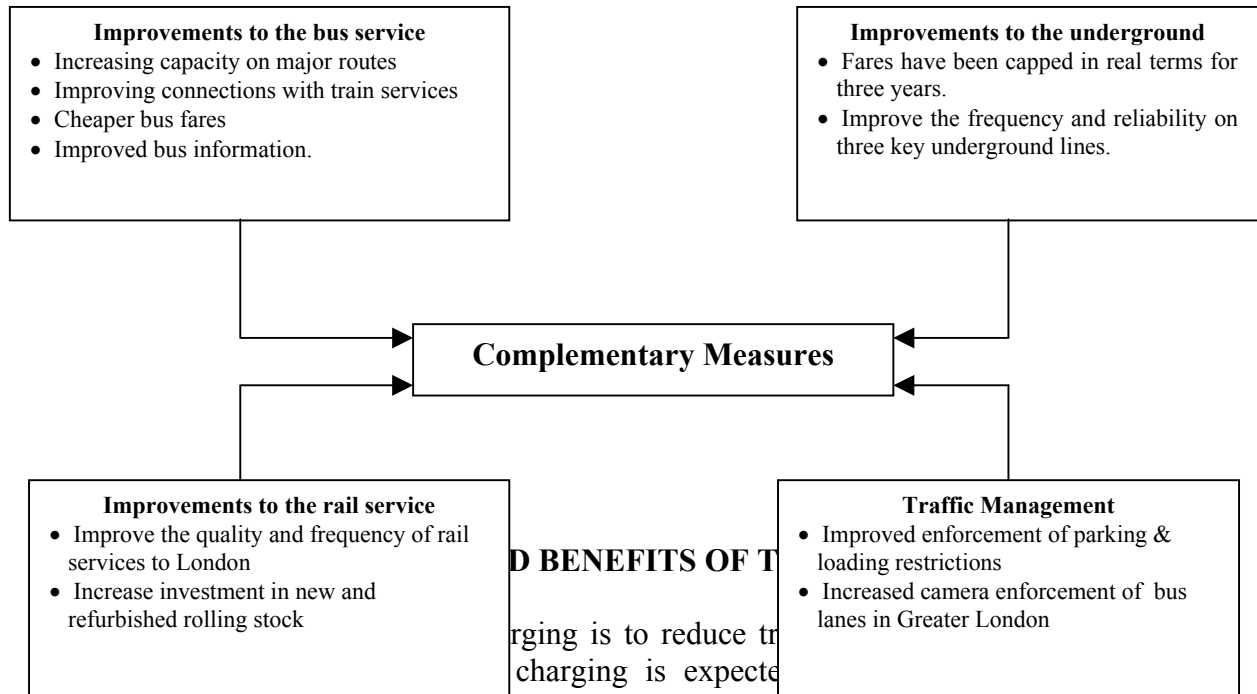 Improvements to the bus service
• Increasing capacity on major routes
• Improving connections with train services
• Cheaper bus fares
• Improved bus information.
Improvements to the underground
• Fares have been capped in real terms for
three years.
• Improve the frequency and reliability on
three key underground lines.
Complementary Measures
Improvements to the rail service
• Improve the quality and frequency of rail
services to London
• Increase investment in new and
refurbished rolling stock
Traffic Management
• Improved enforcement of parking &
loading restrictions
• Increased camera enforcement of bus
lanes in Greater London
D BENEFITS OF T
rging is to reduce tr
charging is expecte